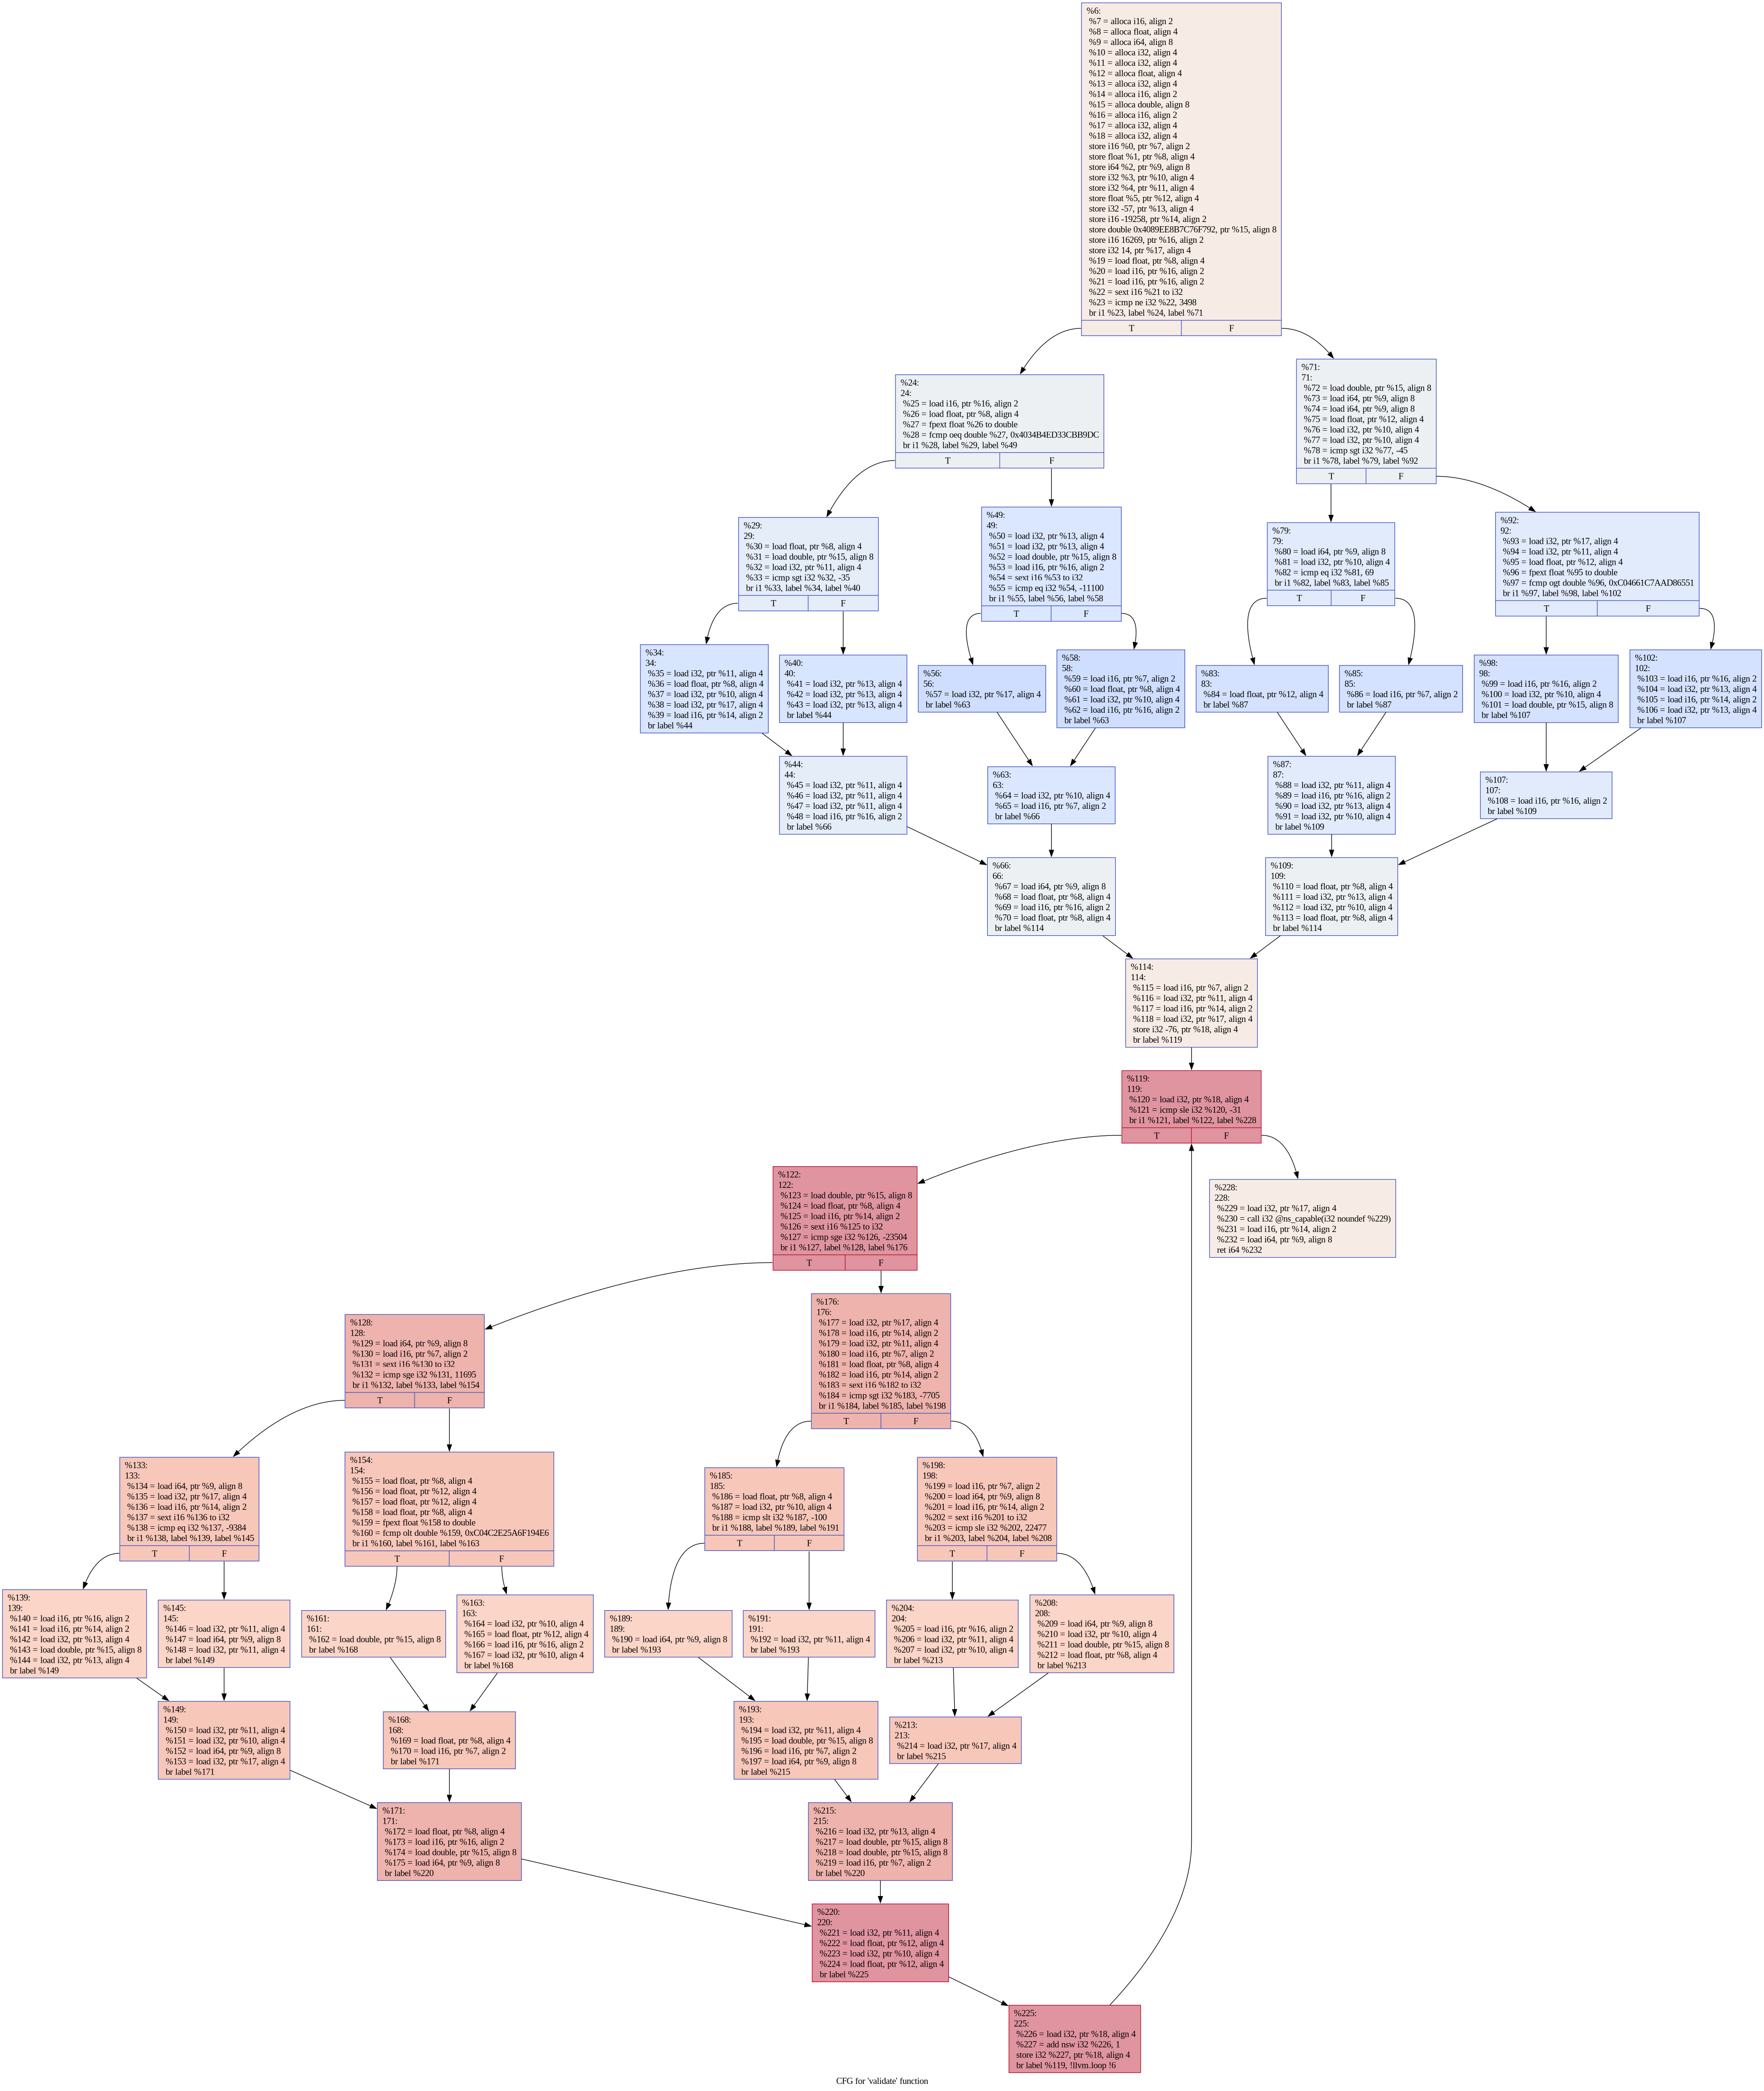 %6:
%7 = alloca i16, align 2
%8 = alloca float, align 4
%9 = alloca i64, align 8
%10 = alloca i32, align 4
%11 = alloca i32, align 4
%12 = alloca float, align 4
%13 = alloca i32, align 4
%14 = alloca i16, align 2
%15 = alloca double, align 8
%16 = alloca i16, align 2
%17 = alloca i32, align 4
%18 = alloca i32, align 4
store i16 %0, ptr %7, align 2
store float %1, ptr %8, align 4
store i64 %2, ptr %9, align 8
store i32 %3, ptr %10, align 4
store i32 %4, ptr %11, align 4
store float %5, ptr %12, align 4
store i32 -57, ptr %13, align 4
store i16 -19258, ptr %14, align 2
store double 0x4089EE8B7C76F792, ptr %15, align 8
store i16 16269, ptr %16, align 2
store i32 14, ptr %17, align 4
%19 = load float, ptr %8, align 4
%20 = load i16, ptr %16, align 2
%21 = load i16, ptr %16, align 2
%22 = sext i16 %21 to i32
%23 = icmp ne i32 %22, 3498
br i1 %23, label %24, label %71
T F
%24:
24:
%25 = load i16, ptr %16, align 2
%26 = load float, ptr %8, align 4
%27 = fpext float %26 to double
%28 = fcmp oeq double %27, 0x4034B4ED33CBB9DC
br i1 %28, label %29, label %49
T F
%71:
71:
%72 = load double, ptr %15, align 8
%73 = load i64, ptr %9, align 8
%74 = load i64, ptr %9, align 8
%75 = load float, ptr %12, align 4
%76 = load i32, ptr %10, align 4
%77 = load i32, ptr %10, align 4
%78 = icmp sgt i32 %77, -45
br i1 %78, label %79, label %92
T F
%29:
29:
%30 = load float, ptr %8, align 4
%31 = load double, ptr %15, align 8
%32 = load i32, ptr %11, align 4
%33 = icmp sgt i32 %32, -35
br i1 %33, label %34, label %40
T F
%49:
49:
%50 = load i32, ptr %13, align 4
%51 = load i32, ptr %13, align 4
%52 = load double, ptr %15, align 8
%53 = load i16, ptr %16, align 2
%54 = sext i16 %53 to i32
%55 = icmp eq i32 %54, -11100
br i1 %55, label %56, label %58
T F
%79:
79:
%80 = load i64, ptr %9, align 8
%81 = load i32, ptr %10, align 4
%82 = icmp eq i32 %81, 69
br i1 %82, label %83, label %85
T F
%92:
92:
%93 = load i32, ptr %17, align 4
%94 = load i32, ptr %11, align 4
%95 = load float, ptr %12, align 4
%96 = fpext float %95 to double
%97 = fcmp ogt double %96, 0xC04661C7AAD86551
br i1 %97, label %98, label %102
T F
%34:
34:
%35 = load i32, ptr %11, align 4
%36 = load float, ptr %8, align 4
%37 = load i32, ptr %10, align 4
%38 = load i32, ptr %17, align 4
%39 = load i16, ptr %14, align 2
br label %44
%40:
40:
%41 = load i32, ptr %13, align 4
%42 = load i32, ptr %13, align 4
%43 = load i32, ptr %13, align 4
br label %44
%56:
56:
%57 = load i32, ptr %17, align 4
br label %63
%58:
58:
%59 = load i16, ptr %7, align 2
%60 = load float, ptr %8, align 4
%61 = load i32, ptr %10, align 4
%62 = load i16, ptr %16, align 2
br label %63
%83:
83:
%84 = load float, ptr %12, align 4
br label %87
%85:
85:
%86 = load i16, ptr %7, align 2
br label %87
%98:
98:
%99 = load i16, ptr %16, align 2
%100 = load i32, ptr %10, align 4
%101 = load double, ptr %15, align 8
br label %107
%102:
102:
%103 = load i16, ptr %16, align 2
%104 = load i32, ptr %13, align 4
%105 = load i16, ptr %14, align 2
%106 = load i32, ptr %13, align 4
br label %107
%44:
44:
%45 = load i32, ptr %11, align 4
%46 = load i32, ptr %11, align 4
%47 = load i32, ptr %11, align 4
%48 = load i16, ptr %16, align 2
br label %66
%63:
63:
%64 = load i32, ptr %10, align 4
%65 = load i16, ptr %7, align 2
br label %66
%87:
87:
%88 = load i32, ptr %11, align 4
%89 = load i16, ptr %16, align 2
%90 = load i32, ptr %13, align 4
%91 = load i32, ptr %10, align 4
br label %109
%107:
107:
%108 = load i16, ptr %16, align 2
br label %109
%66:
66:
%67 = load i64, ptr %9, align 8
%68 = load float, ptr %8, align 4
%69 = load i16, ptr %16, align 2
%70 = load float, ptr %8, align 4
br label %114
%109:
109:
%110 = load float, ptr %8, align 4
%111 = load i32, ptr %13, align 4
%112 = load i32, ptr %10, align 4
%113 = load float, ptr %8, align 4
br label %114
%114:
114:
%115 = load i16, ptr %7, align 2
%116 = load i32, ptr %11, align 4
%117 = load i16, ptr %14, align 2
%118 = load i32, ptr %17, align 4
store i32 -76, ptr %18, align 4
br label %119
%119:
119:
%120 = load i32, ptr %18, align 4
%121 = icmp sle i32 %120, -31
br i1 %121, label %122, label %228
T F
%122:
122:
%123 = load double, ptr %15, align 8
%124 = load float, ptr %8, align 4
%125 = load i16, ptr %14, align 2
%126 = sext i16 %125 to i32
%127 = icmp sge i32 %126, -23504
br i1 %127, label %128, label %176
T F
%228:
228:
%229 = load i32, ptr %17, align 4
%230 = call i32 @ns_capable(i32 noundef %229)
%231 = load i16, ptr %14, align 2
%232 = load i64, ptr %9, align 8
ret i64 %232
%128:
128:
%129 = load i64, ptr %9, align 8
%130 = load i16, ptr %7, align 2
%131 = sext i16 %130 to i32
%132 = icmp sge i32 %131, 11695
br i1 %132, label %133, label %154
T F
%176:
176:
%177 = load i32, ptr %17, align 4
%178 = load i16, ptr %14, align 2
%179 = load i32, ptr %11, align 4
%180 = load i16, ptr %7, align 2
%181 = load float, ptr %8, align 4
%182 = load i16, ptr %14, align 2
%183 = sext i16 %182 to i32
%184 = icmp sgt i32 %183, -7705
br i1 %184, label %185, label %198
T F
%133:
133:
%134 = load i64, ptr %9, align 8
%135 = load i32, ptr %17, align 4
%136 = load i16, ptr %14, align 2
%137 = sext i16 %136 to i32
%138 = icmp eq i32 %137, -9384
br i1 %138, label %139, label %145
T F
%154:
154:
%155 = load float, ptr %8, align 4
%156 = load float, ptr %12, align 4
%157 = load float, ptr %12, align 4
%158 = load float, ptr %8, align 4
%159 = fpext float %158 to double
%160 = fcmp olt double %159, 0xC04C2E25A6F194E6
br i1 %160, label %161, label %163
T F
%185:
185:
%186 = load float, ptr %8, align 4
%187 = load i32, ptr %10, align 4
%188 = icmp slt i32 %187, -100
br i1 %188, label %189, label %191
T F
%198:
198:
%199 = load i16, ptr %7, align 2
%200 = load i64, ptr %9, align 8
%201 = load i16, ptr %14, align 2
%202 = sext i16 %201 to i32
%203 = icmp sle i32 %202, 22477
br i1 %203, label %204, label %208
T F
%139:
139:
%140 = load i16, ptr %16, align 2
%141 = load i16, ptr %14, align 2
%142 = load i32, ptr %13, align 4
%143 = load double, ptr %15, align 8
%144 = load i32, ptr %13, align 4
br label %149
%145:
145:
%146 = load i32, ptr %11, align 4
%147 = load i64, ptr %9, align 8
%148 = load i32, ptr %11, align 4
br label %149
%161:
161:
%162 = load double, ptr %15, align 8
br label %168
%163:
163:
%164 = load i32, ptr %10, align 4
%165 = load float, ptr %12, align 4
%166 = load i16, ptr %16, align 2
%167 = load i32, ptr %10, align 4
br label %168
%189:
189:
%190 = load i64, ptr %9, align 8
br label %193
%191:
191:
%192 = load i32, ptr %11, align 4
br label %193
%204:
204:
%205 = load i16, ptr %16, align 2
%206 = load i32, ptr %11, align 4
%207 = load i32, ptr %10, align 4
br label %213
%208:
208:
%209 = load i64, ptr %9, align 8
%210 = load i32, ptr %10, align 4
%211 = load double, ptr %15, align 8
%212 = load float, ptr %8, align 4
br label %213
%149:
149:
%150 = load i32, ptr %11, align 4
%151 = load i32, ptr %10, align 4
%152 = load i64, ptr %9, align 8
%153 = load i32, ptr %17, align 4
br label %171
%168:
168:
%169 = load float, ptr %8, align 4
%170 = load i16, ptr %7, align 2
br label %171
%193:
193:
%194 = load i32, ptr %11, align 4
%195 = load double, ptr %15, align 8
%196 = load i16, ptr %7, align 2
%197 = load i64, ptr %9, align 8
br label %215
%213:
213:
%214 = load i32, ptr %17, align 4
br label %215
%171:
171:
%172 = load float, ptr %8, align 4
%173 = load i16, ptr %16, align 2
%174 = load double, ptr %15, align 8
%175 = load i64, ptr %9, align 8
br label %220
%215:
215:
%216 = load i32, ptr %13, align 4
%217 = load double, ptr %15, align 8
%218 = load double, ptr %15, align 8
%219 = load i16, ptr %7, align 2
br label %220
%220:
220:
%221 = load i32, ptr %11, align 4
%222 = load float, ptr %12, align 4
%223 = load i32, ptr %10, align 4
%224 = load float, ptr %12, align 4
br label %225
%225:
225:
%226 = load i32, ptr %18, align 4
%227 = add nsw i32 %226, 1
store i32 %227, ptr %18, align 4
br label %119, !llvm.loop !6
CFG for 'validate' function